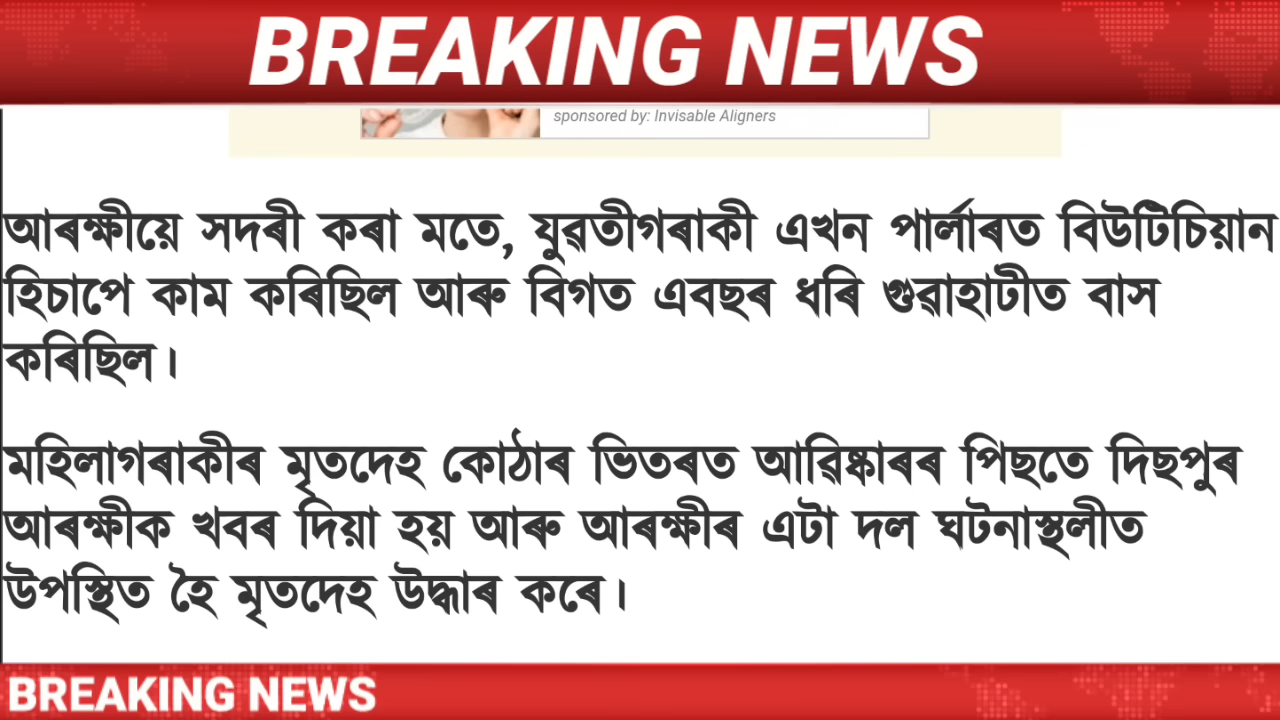 BREAKING NEWS
sponsored by: Invisable Aligners
আৰক্ষীয়ে সদৰী কৰা মতে, যুৱতীগৰাকী এখন পাৰ্লাৰত বিউটিচিয়ান
হিচাপে কাম কৰিছিল আৰু বিগত এবছৰ ধৰি গুৱাহাটীত বাস
কৰিছিল।
মহিলাগৰাকীৰ মৃতদেহ কোঠাৰ ভিতৰত আৱিষ্কাৰৰ পিছতে দিছপুৰ
আৰক্ষীক খবৰ দিয়া হয় আৰু আৰক্ষীৰ এটা দল ঘটনাস্থলীত
উপস্থিত হৈ মৃতদেহ উদ্ধাৰ কৰে।
BREAKING NEWS